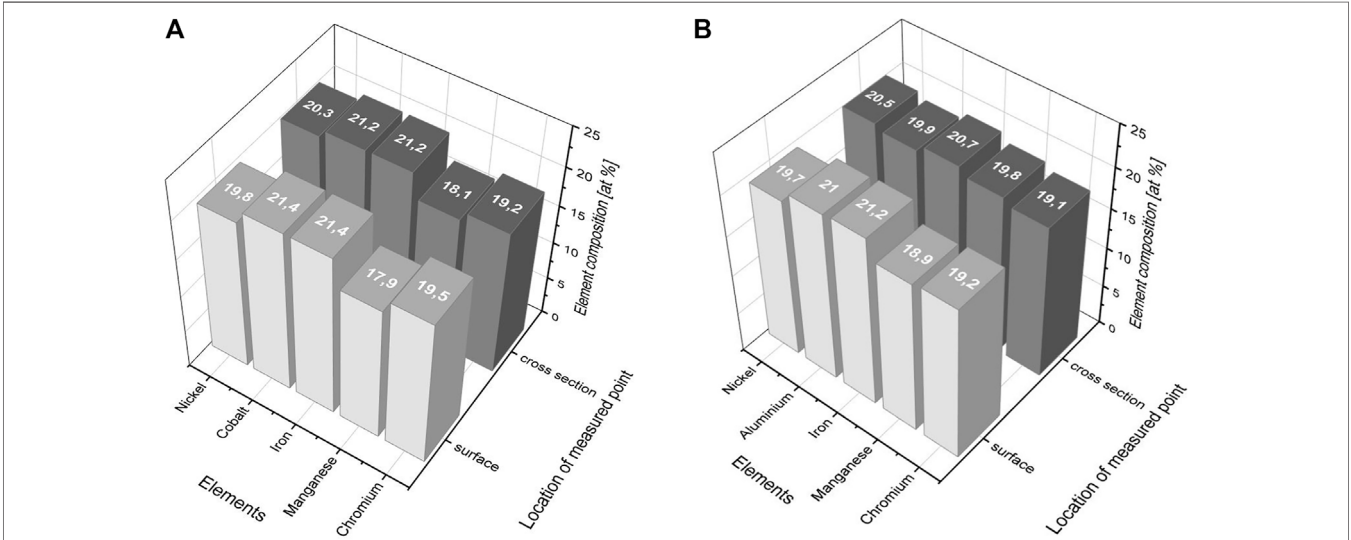 A
20,3
21,2
21,2
18,1
19,2
19,8
21,4
21,4
17,9
19,5
25
20
15
10
5
0
Element composition [at %]
Nickel
Cobalt
Iron
Manganese
Chromium
Elements
cross section
surface
Location of measured point
B
20,5
19,9
20,7
19,8
19,1
19,7
21
21,2
18,9
19,2
25
20
15
10
5
0
Element composition [at %]
Nickel
Aluminium
Iron
Manganese
Chromium
Elements
cross section
surface
Location of measured point